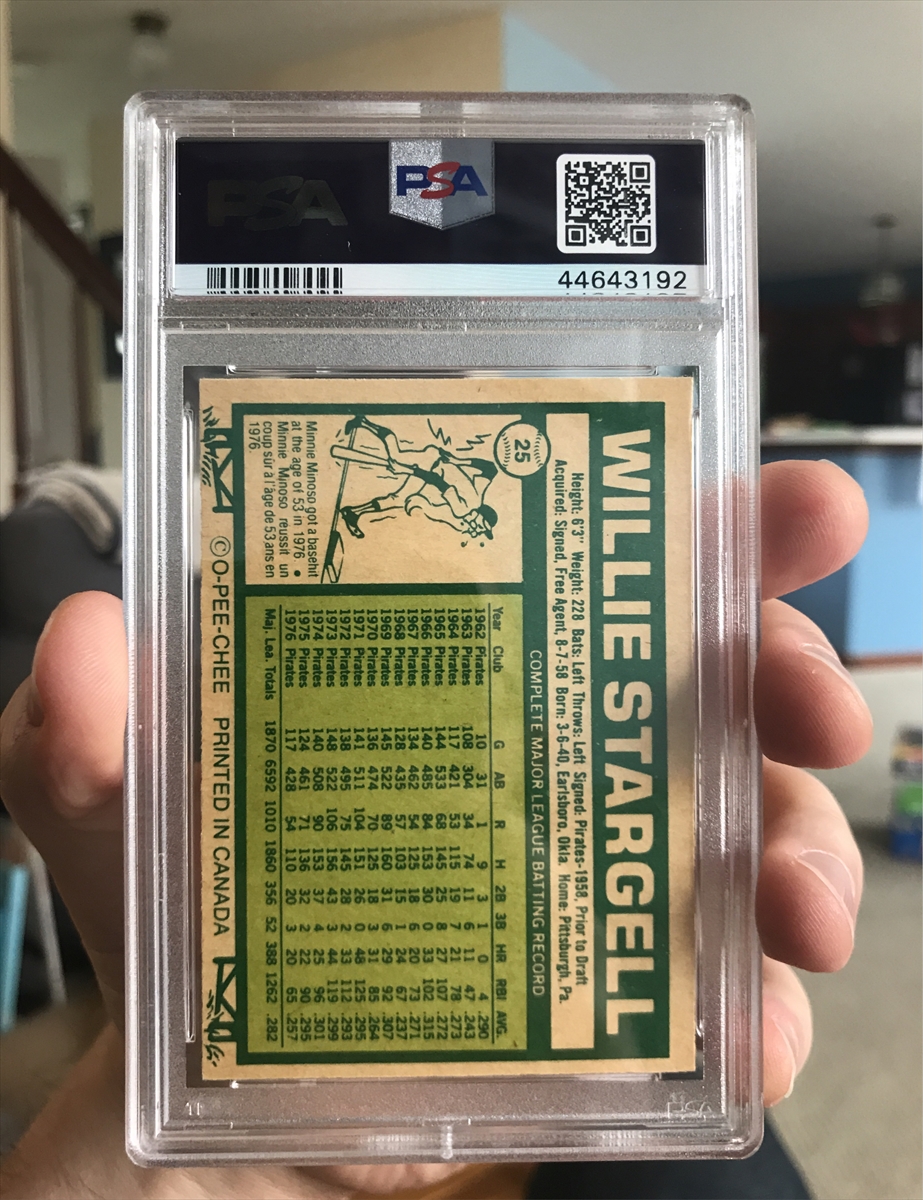 PSA
PSA
44643192
WILLIE STARGELL
Height: 6'3" Weight: 228 Bats: Left Throws: Left Signed: Pirates-1958, Prior to Draft
Acquired: Signed, Free Agent, 8-7-58 Born: 3-6-40, Earlsboro, Okla. Home: Pittsburgh, Pa.
25
COMPLETE MAJOR LEAGUE BATTING RECORD
Year Club G AB R H 2B 3B HR RBI AVG.
1962 Pirates 10 31 1 9 3 1 0 4 .290
1963 Pirates 108 304 34 74 11 6 11 47 .243
1964 Pirates 117 421 53 115 19 7 21 78 .273
1965 Pirates 144 533 68 145 25 8 27 107 .272
1966 Pirates 140 485 84 153 30 0 33 102 .315
1967 Pirates 134 462 54 125 18 6 20 73 .271
1968 Pirates 128 435 57 103 15 1 24 67 .237
1969 Pirates 145 522 89 160 31 6 29 92 .307
1970 Pirates 136 474 70 125 18 3 31 85 .264
1971 Pirates 141 511 104 151 26 0 48 125 .295
1972 Pirates 138 495 75 145 28 2 33 112 .293
1973 Pirates 148 522 106 156 43 3 44 119 .299
1974 Pirates 140 508 90 153 37 4 25 96 .301
1975 Pirates 124 461 71 136 32 2 22 90 .295
1976 Pirates 117 428 54 110 20 3 20 65 .257
Maj. Lea. Totals 1870 6592 1010 1860 356 52 388 1262 .282
Minnie Minoso got a basehit
at the age of 53 in 1976 •
Minnie Minoso réussit un
coup sûr à l'âge de 53 ans en
1976.
© O-PEE-CHEE PRINTED IN CANADA
PSA